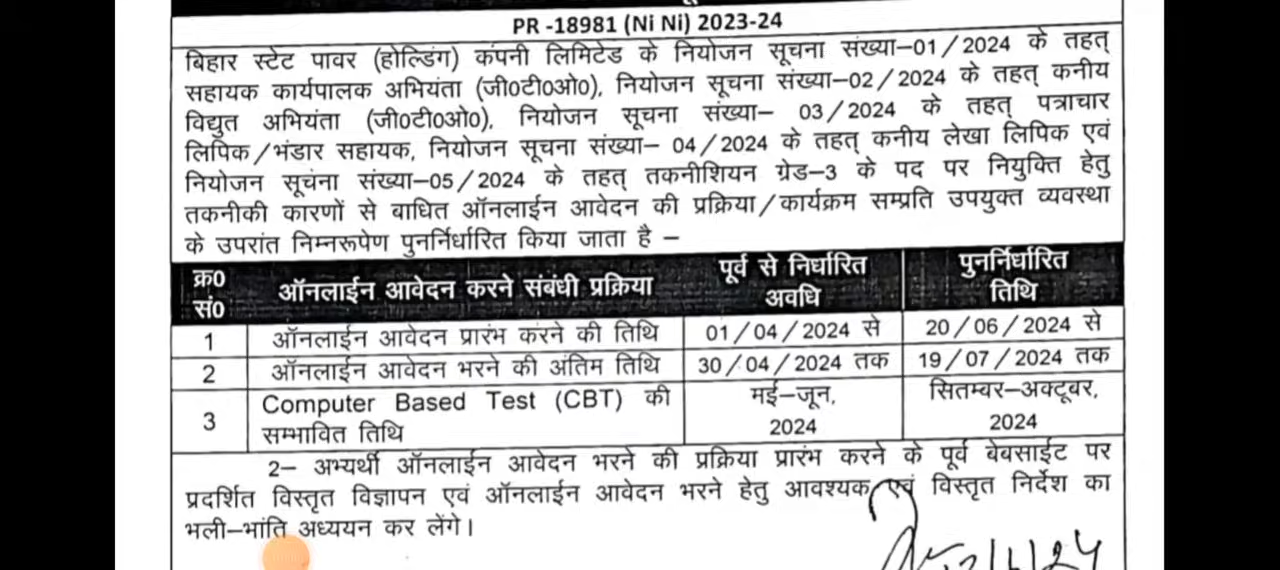 PR -18981 (Ni Ni) 2023-24
बिहार स्टेट पावर (होल्डिंग) कंपनी लिमिटेड के नियोजन सूचना संख्या–01/2024 के तहत्
सहायक कार्यपालक अभियंता (जी0टी0ओ0), नियोजन सूचना संख्या–02/2024 के तहत् कनीय
विद्युत अभियंता (जी0टी0ओ0), नियोजन सूचना संख्या– 03/2024 के तहत् पत्राचार
लिपिक/भंडार सहायक, नियोजन सूचना संख्या– 04/2024 के तहत् कनीय लेखा लिपिक एवं
नियोजन सूचंना संख्या–05/2024 के तहत् तकनीशियन ग्रेड–3 के पद पर नियुक्ति हेतु
तकनीकी कारणों से बाधित ऑनलाईन आवेदन की प्रक्रिया/कार्यक्रम सम्प्रति उपयुक्त व्यवस्था
के उपरांत निम्नरूपेण पुनर्निर्धारित किया जाता है –
क्र0 सं0 ऑनलाईन आवेदन करने संबंधी प्रक्रिया पूर्व से निर्धारित अवधि पुनर्निर्धारित तिथि
1 ऑनलाईन आवेदन प्रारंभ करने की तिथि 01/04/2024 से 20/06/2024 से
2 ऑनलाईन आवेदन भरने की अंतिम तिथि 30/04/2024 तक 19/07/2024 तक
3 Computer Based Test (CBT) की सम्भावित तिथि मई–जून, 2024 सितम्बर–अक्टूबर, 2024
2– अभ्यर्थी ऑनलाईन आवेदन भरने की प्रक्रिया प्रारंभ करने के पूर्व बेबसाईट पर
प्रदर्शित विस्तृत विज्ञापन एवं ऑनलाईन आवेदन भरने हेतु आवश्यक एवं विस्तृत निर्देश का
भली–भांति अध्ययन कर लेंगे।